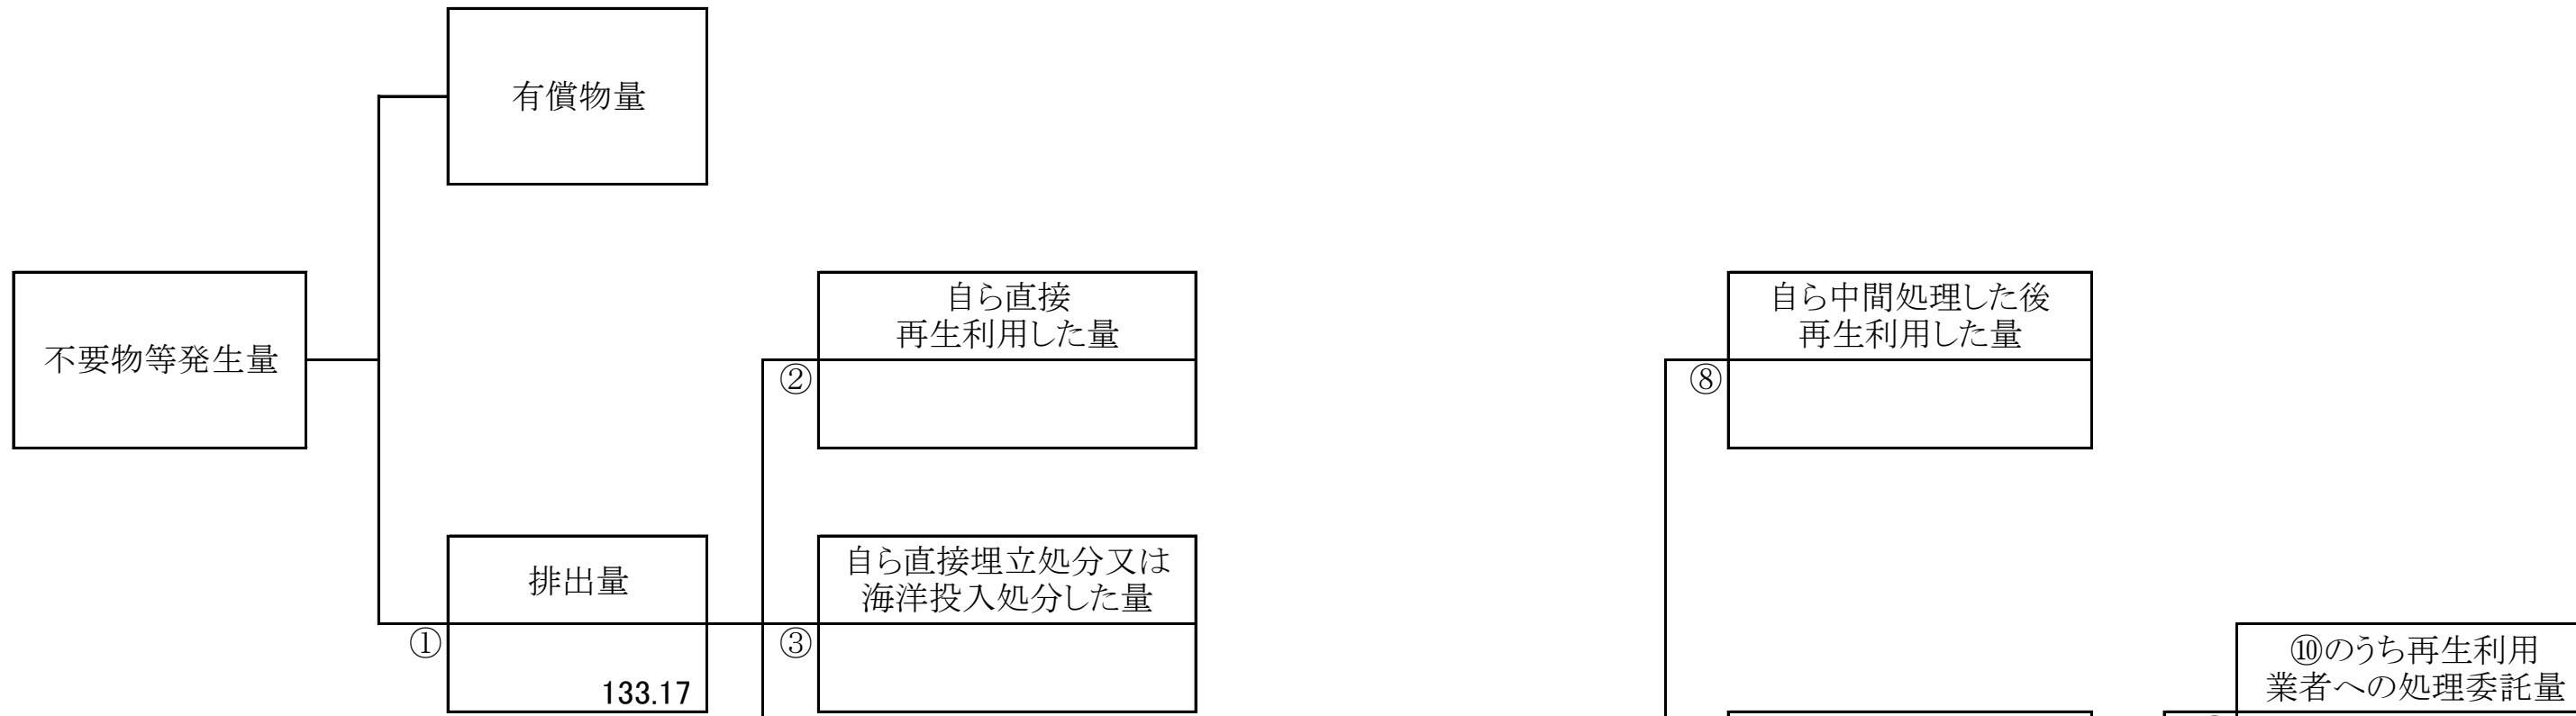 有償物量
不要物等発生量
自ら直接
再生利用した量
②
自ら中間処理した後
再生利用した量
⑧
排出量
①
133.17
自ら直接埋立処分又は
海洋投入処分した量
③
⑩のうち再生利用
業者への処理委託量